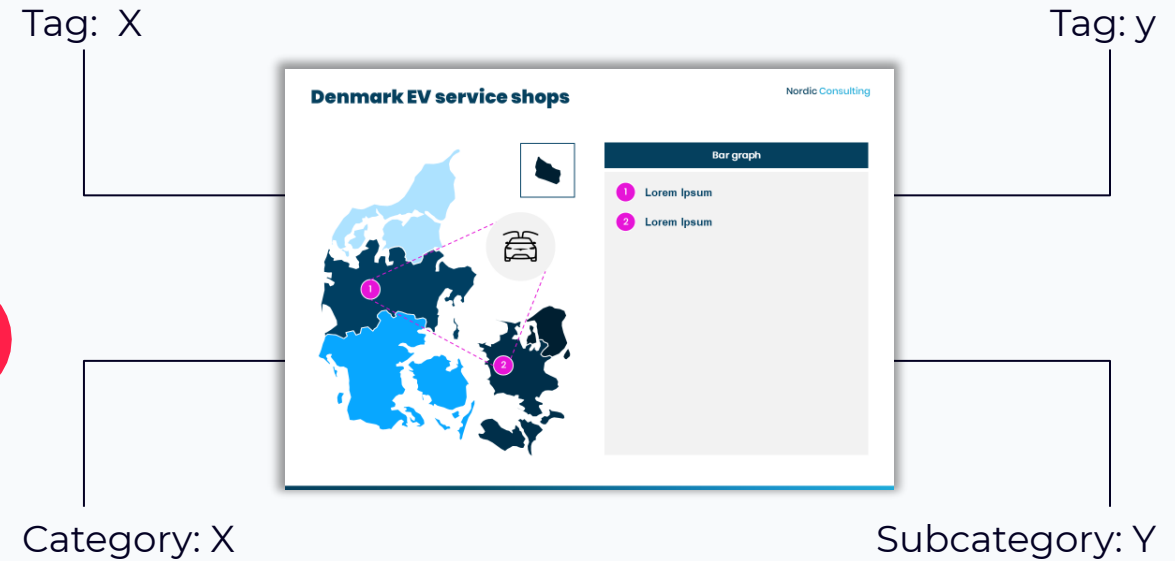 Tag: X
Tag: y
Denmark EV service shops
Nordic Consulting
Bar graph
1 Lorem Ipsum
2 Lorem Ipsum
1
2
Category: X
Subcategory: Y